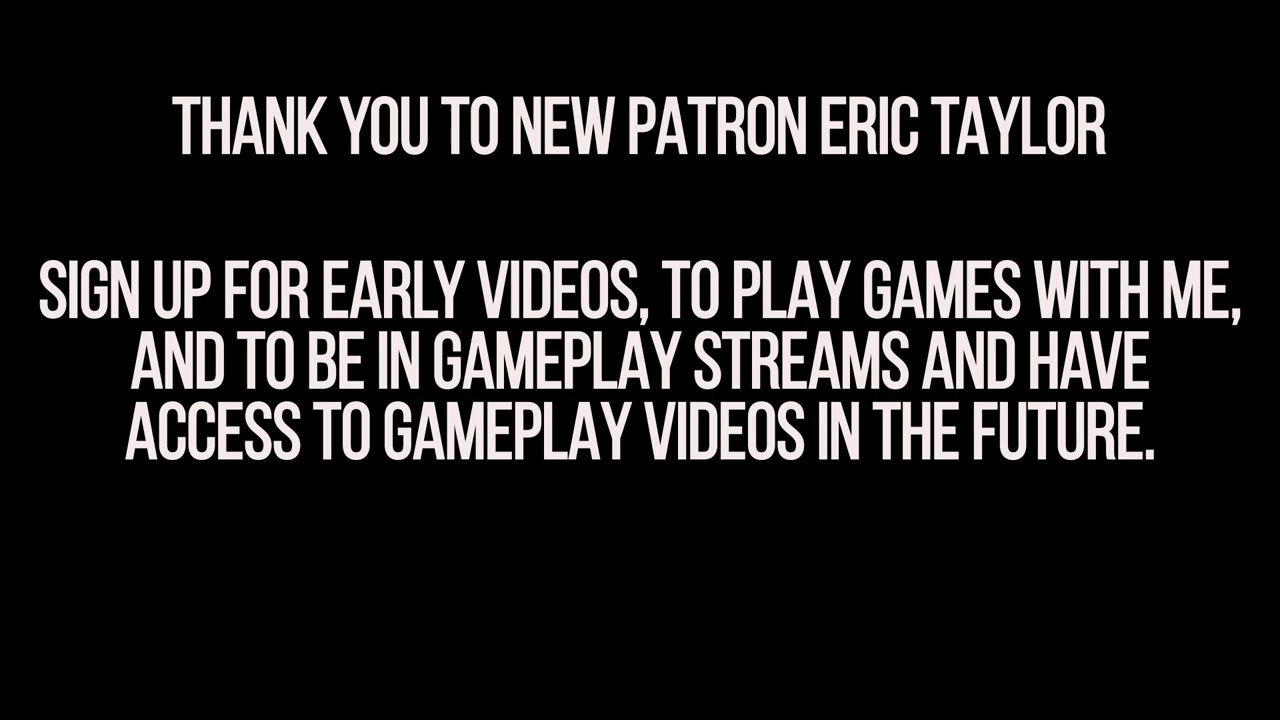 THANK YOU TO NEW PATRON ERIC TAYLOR
SIGN UP FOR EARLY VIDEOS, TO PLAY GAMES WITH ME,
AND TO BE IN GAMEPLAY STREAMS AND HAVE
ACCESS TO GAMEPLAY VIDEOS IN THE FUTURE.